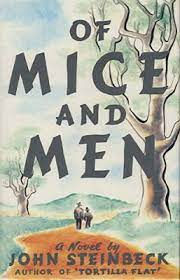 OF
MICE
AND
MEN
A Novel by
JOHN STEINBECK
AUTHOR OF 'TORTILLA FLAT'